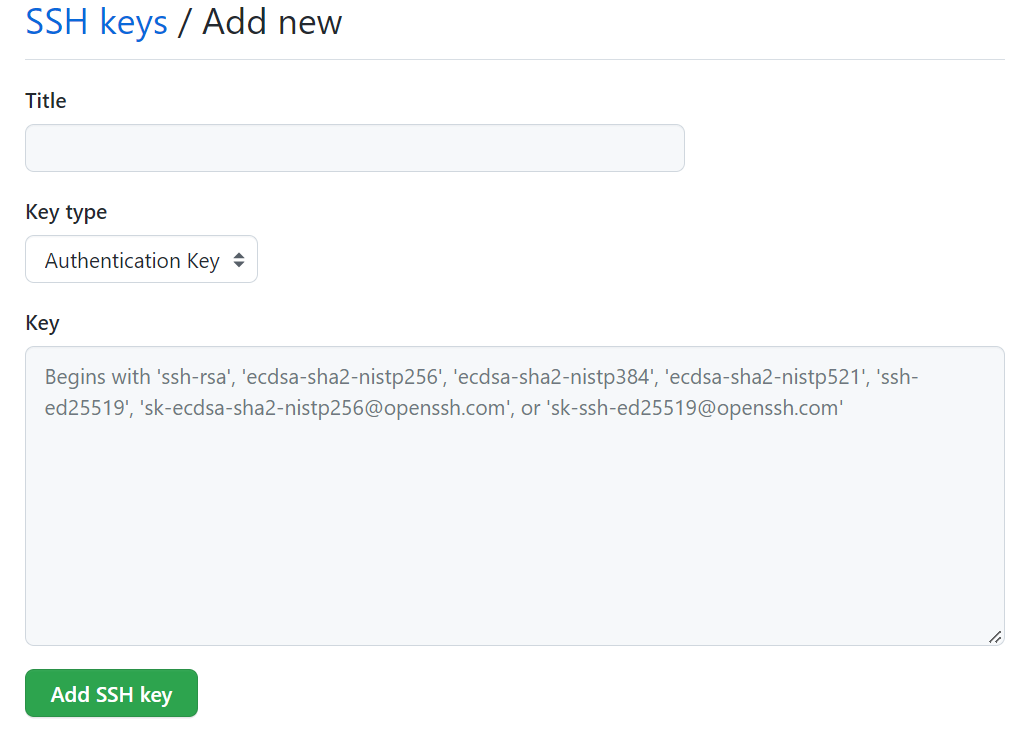 SSH keys / Add new
Title
Key type
Authentication Key
Key
Begins with 'ssh-rsa', 'ecdsa-sha2-nistp256', 'ecdsa-sha2-nistp384', 'ecdsa-sha2-nistp521', 'ssh-
ed25519', 'sk-ecdsa-sha2-nistp256@openssh.com', or 'sk-ssh-ed25519@openssh.com'
Add SSH key